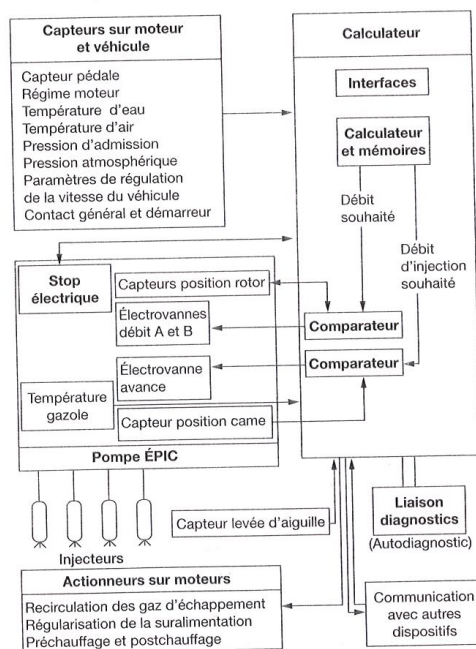 Capteurs sur moteur
et véhicule
Capteur pédale
Régime moteur
Température d'eau
Température d'air
Pression d'admission
Pression atmosphérique
Paramètres de régulation
de la vitesse du véhicule
Contact général et démarreur
Calculateur
Interfaces
Calculateur
et mémoires
Débit
souhaité
Débit
d'injection
souhaité
Stop
électrique
Capteurs position rotor
Électrovannes
débit A et B
Comparateur
Électrovanne
avance
Comparateur
Température
gazole
Capteur position came
Pompe ÉPIC
Injecteurs
Capteur levée d'aiguille
Liaison
diagnostics
(Autodiagnostic)
Actionneurs sur moteurs
Recirculation des gaz d'échappement
Régularisation de la suralimentation
Préchauffage et postchauffage
Communication
avec autres
dispositifs